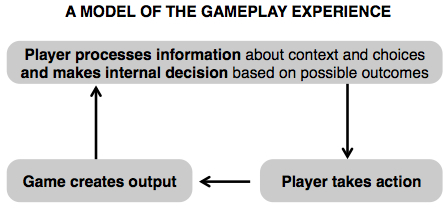 A MODEL OF THE GAMEPLAY EXPERIENCE
Player processes information about context and choices
and makes internal decision based on possible outcomes
Game creates output
Player takes action